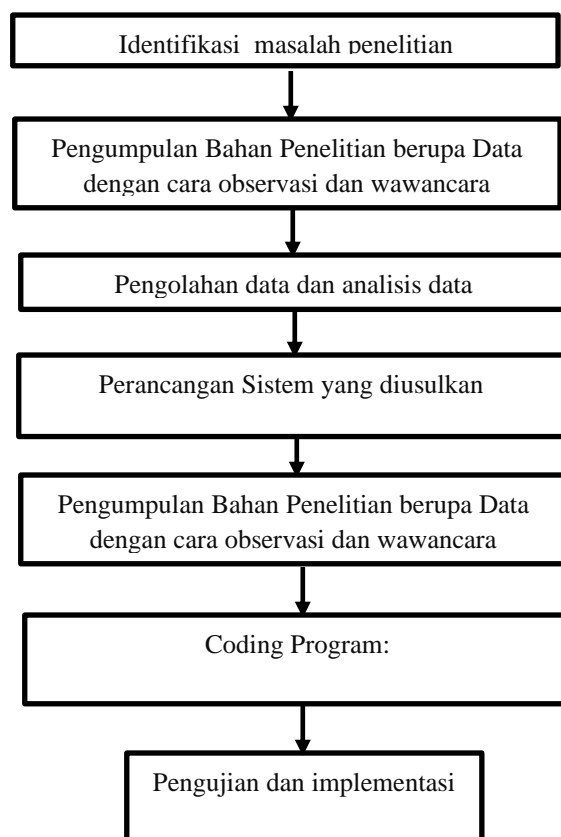 Identifikasi masalah penelitian
Pengumpulan Bahan Penelitian berupa Data
dengan cara observasi dan wawancara
Pengolahan data dan analisis data
Perancangan Sistem yang diusulkan
Pengumpulan Bahan Penelitian berupa Data
dengan cara observasi dan wawancara
Coding Program:
Pengujian dan implementasi